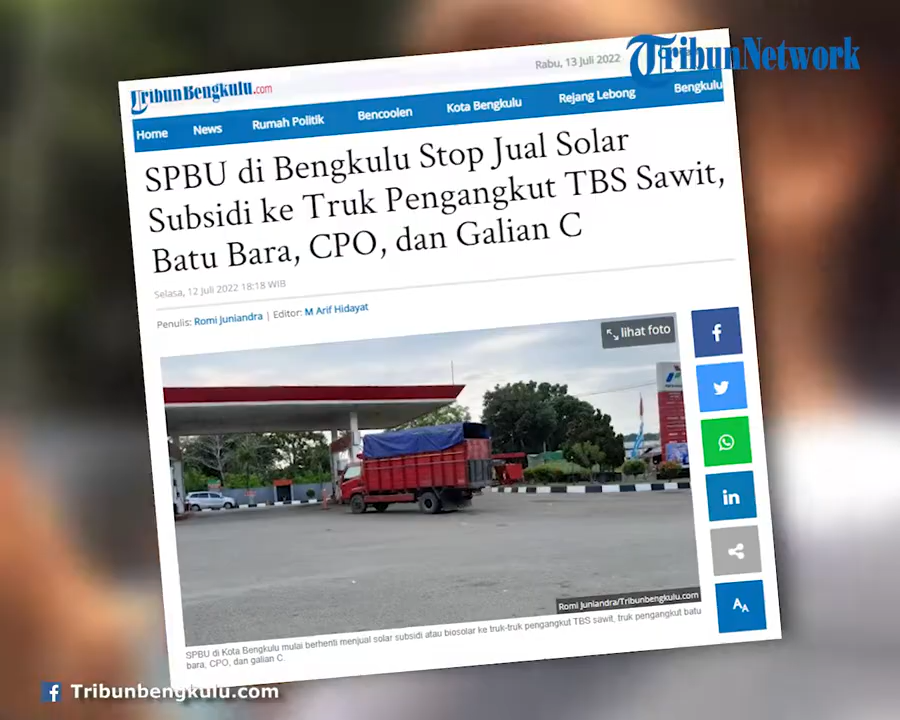 TribunNetwork
TribunBengkulu.com
Rabu, 13 Juli 2022
Home News Rumah Politik Bencoolen Kota Bengkulu Rejang Lebong Bengkulu
SPBU di Bengkulu Stop Jual Solar
Subsidi ke Truk Pengangkut TBS Sawit,
Batu Bara, CPO, dan Galian C
Selasa, 12 Juli 2022 18:18 WIB
Penulis: Romi Juniandra | Editor: M Arif Hidayat
lihat foto
Romi Juniandra/Tribunbengkulu.com
SPBU di Kota Bengkulu mulai berhenti menjual solar subsidi atau biosolar ke truk-truk pengangkut TBS sawit, truk pengangkut batu
bara, CPO, dan galian C.
AA
Tribunbengkulu.com